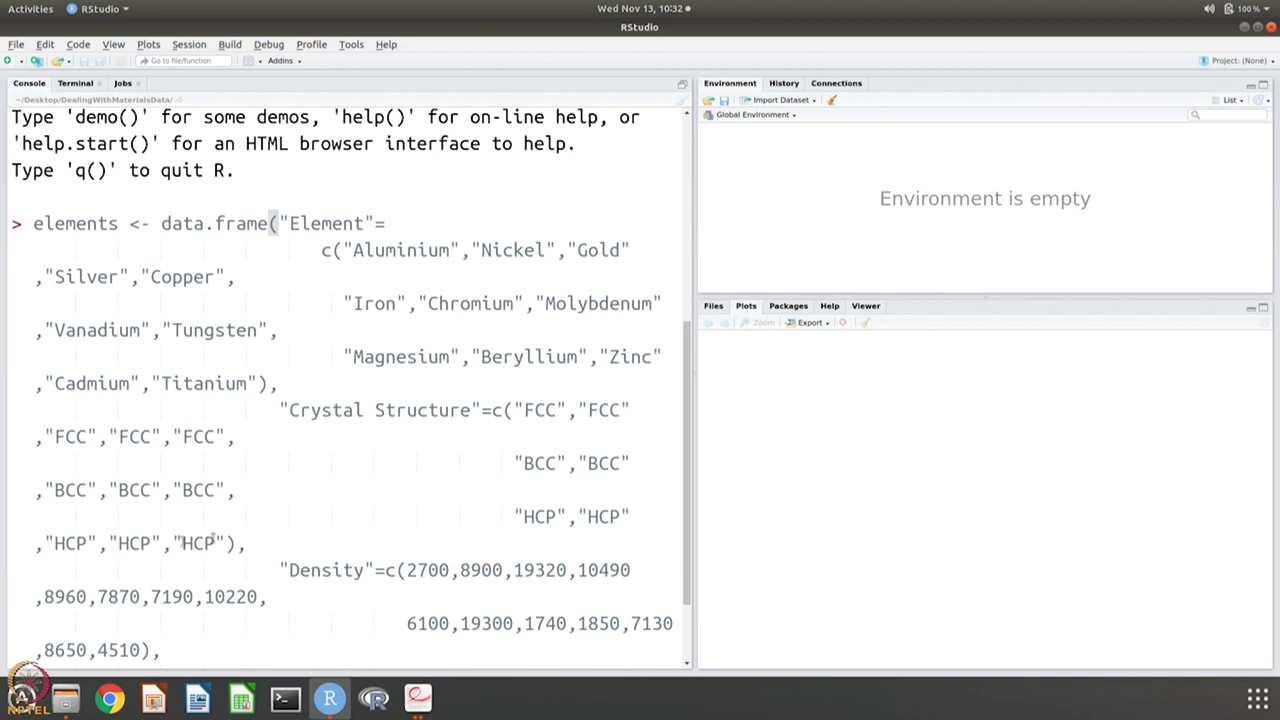 Activities RStudio Wed Nov 13, 10:32 100 %
RStudio
File Edit Code View Plots Session Build Debug Profile Tools Help
Go to file/function Addins Project: (None)
Console Terminal Jobs
~/Desktop/DealingWithMaterialsData/
Type 'demo()' for some demos, 'help()' for on-line help, or
'help.start()' for an HTML browser interface to help.
Type 'q()' to quit R.
> elements <- data.frame("Element"=
c("Aluminium","Nickel","Gold"
,"Silver","Copper",
"Iron","Chromium","Molybdenum"
,"Vanadium","Tungsten",
"Magnesium","Beryllium","Zinc"
,"Cadmium","Titanium"),
"Crystal Structure"=c("FCC","FCC"
,"FCC","FCC","FCC",
"BCC","BCC"
,"BCC","BCC","BCC",
"HCP","HCP"
,"HCP","HCP","HCP"),
"Density"=c(2700,8900,19320,10490
,8960,7870,7190,10220,
6100,19300,1740,1850,7130
,8650,4510),
Environment History Connections
Import Dataset List
Global Environment
Environment is empty
Files Plots Packages Help Viewer
Zoom Export
NPTEL